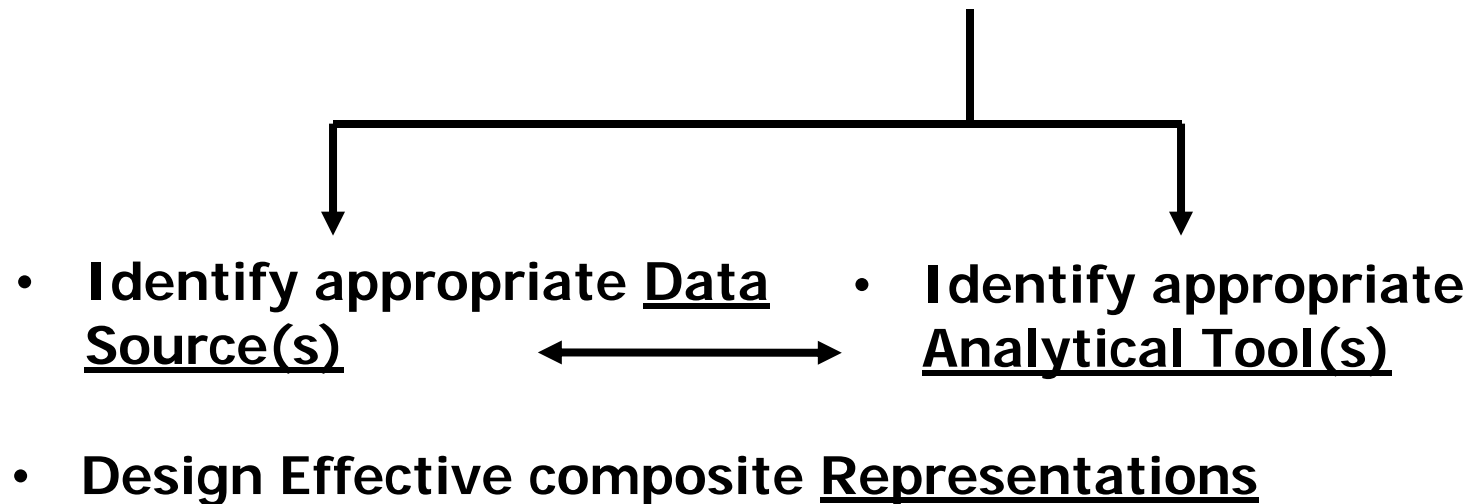 • Identify appropriate Data
Source(s)
• Identify appropriate
Analytical Tool(s)
• Design Effective composite Representations